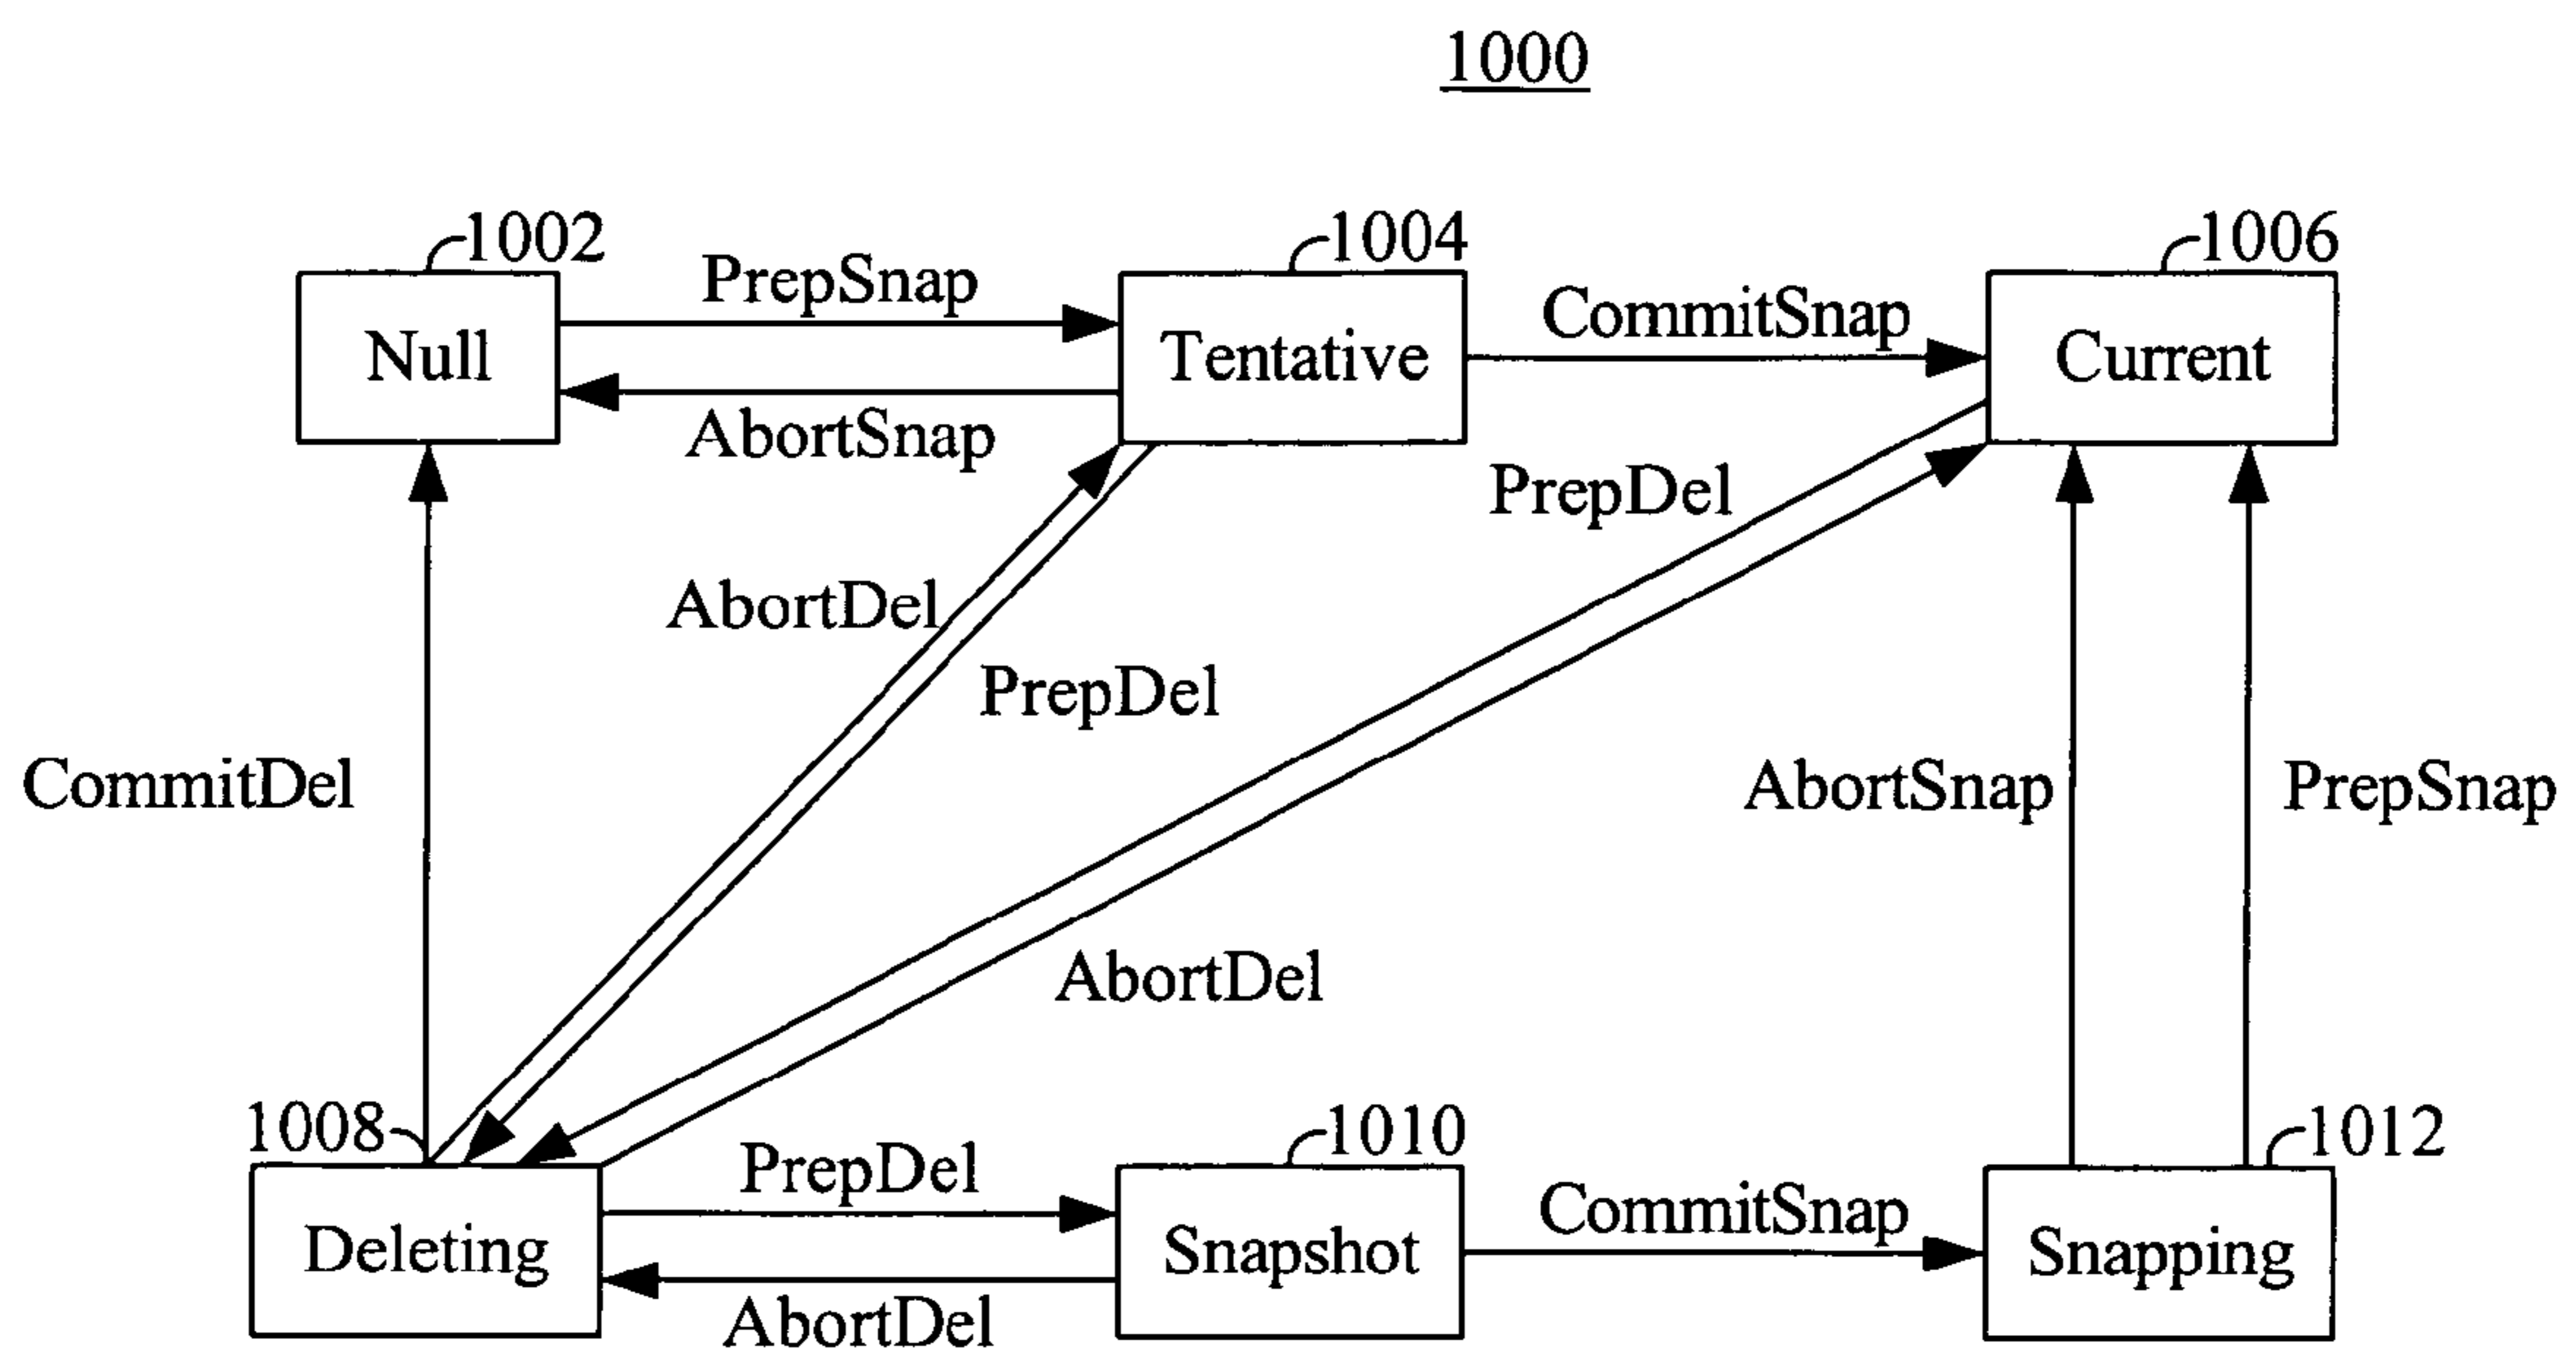 1000
1002
1004
1006
PrepSnap
CommitSnap
Null
Tentative
Current
AbortSnap
PrepDel
AbortDel
PrepDel
CommitDel
AbortSnap
PrepSnap
AbortDel
1008
1010
1012
PrepDel
CommitSnap
Deleting
Snapshot
Snapping
AbortDel